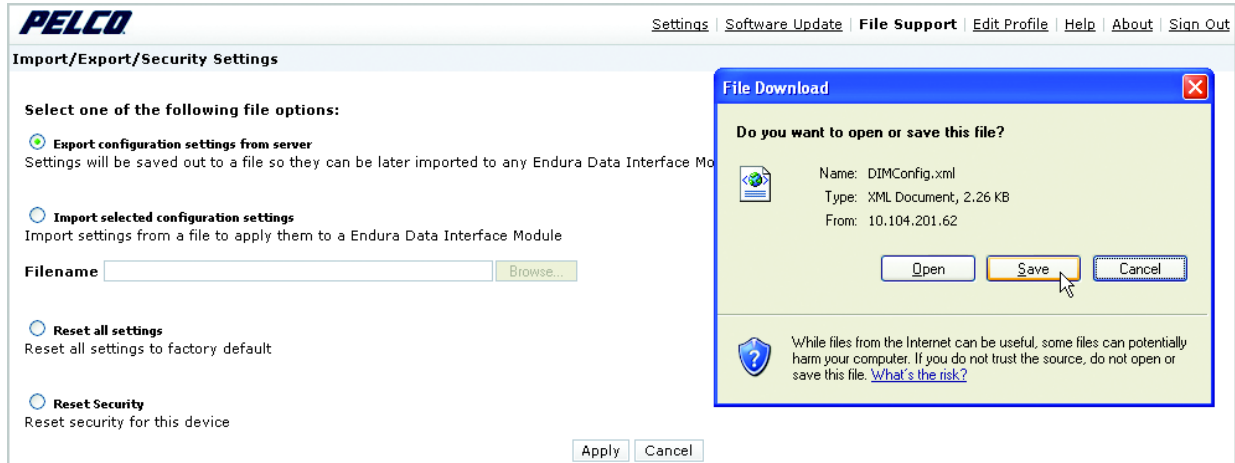 PELCO
Settings | Software Update | File Support | Edit Profile | Help | About | Sign Out
Import/Export/Security Settings
Select one of the following file options:
Export configuration settings from server
Settings will be saved out to a file so they can be later imported to any Endura Data Interface Mo
Import selected configuration settings
Import settings from a file to apply them to a Endura Data Interface Module
Filename
Browse...
Reset all settings
Reset all settings to factory default
Reset Security
Reset security for this device
Apply
Cancel
File Download
Do you want to open or save this file?
Name: DIMConfig.xml
Type: XML Document, 2.26 KB
From: 10.104.201.62
Open
Save
Cancel
While files from the Internet can be useful, some files can potentially
harm your computer. If you do not trust the source, do not open or
save this file. What's the risk?